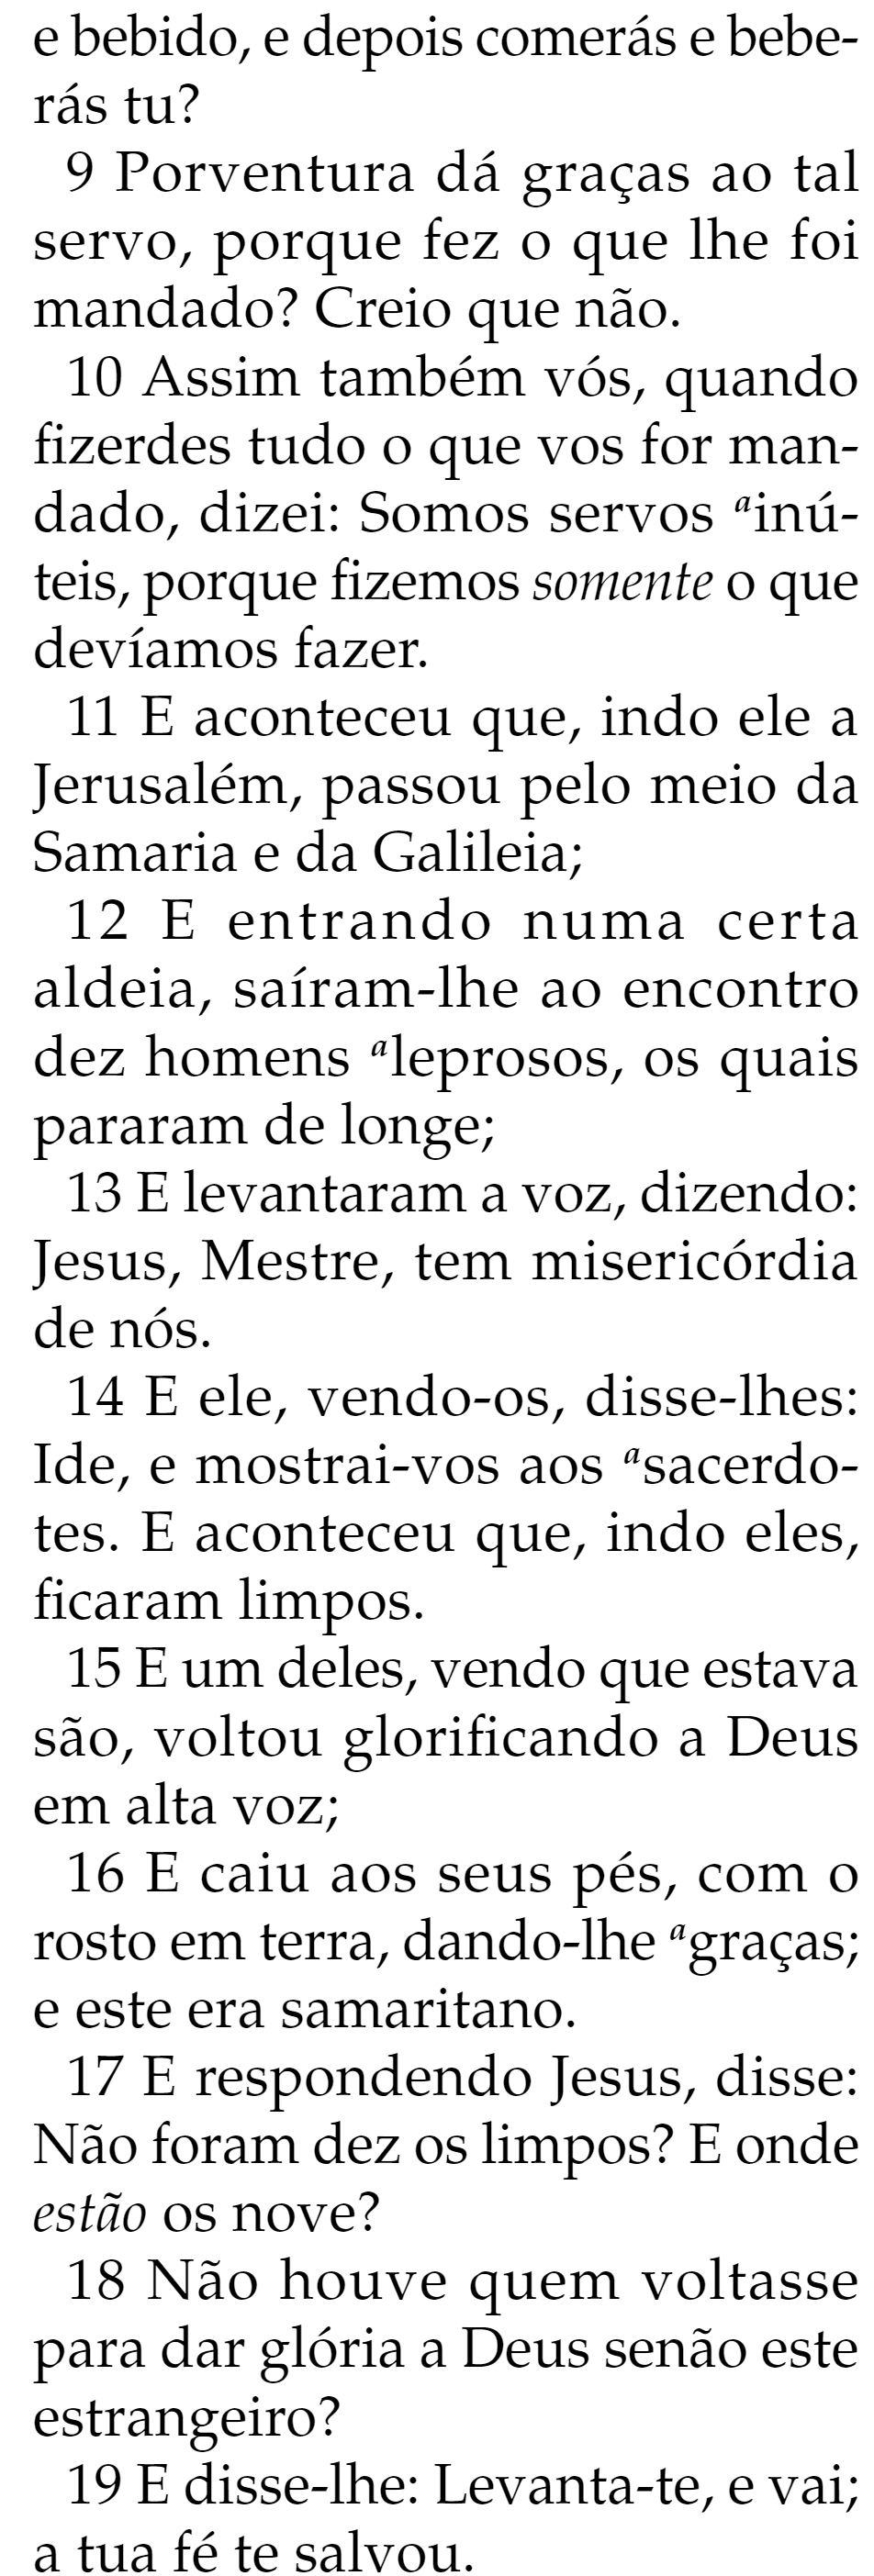 e bebido, e depois comerás e bebe-
rás tu?
9 Porventura dá graças ao tal
servo, porque fez o que lhe foi
mandado? Creio que não.
10 Assim também vós, quando
fizerdes tudo o que vos for man-
dado, dizei: Somos servos ᵃinú-
teis, porque fizemos somente o que
devíamos fazer.
11 E aconteceu que, indo ele a
Jerusalém, passou pelo meio da
Samaria e da Galileia;
12 E entrando numa certa
aldeia, saíram-lhe ao encontro
dez homens ᵃleprosos, os quais
pararam de longe;
13 E levantaram a voz, dizendo:
Jesus, Mestre, tem misericórdia
de nós.
14 E ele, vendo-os, disse-lhes:
Ide, e mostrai-vos aos ᵃsacerdo-
tes. E aconteceu que, indo eles,
ficaram limpos.
15 E um deles, vendo que estava
são, voltou glorificando a Deus
em alta voz;
16 E caiu aos seus pés, com o
rosto em terra, dando-lhe ᵃgraças;
e este era samaritano.
17 E respondendo Jesus, disse:
Não foram dez os limpos? E onde
estão os nove?
18 Não houve quem voltasse
para dar glória a Deus senão este
estrangeiro?
19 E disse-lhe: Levanta-te, e vai;
a tua fé te salvou.